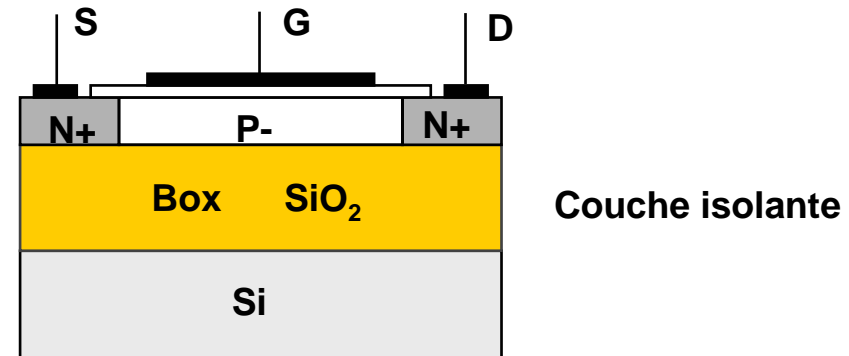 S G D
N+ P- N+
Box SiO₂ Couche isolante
Si